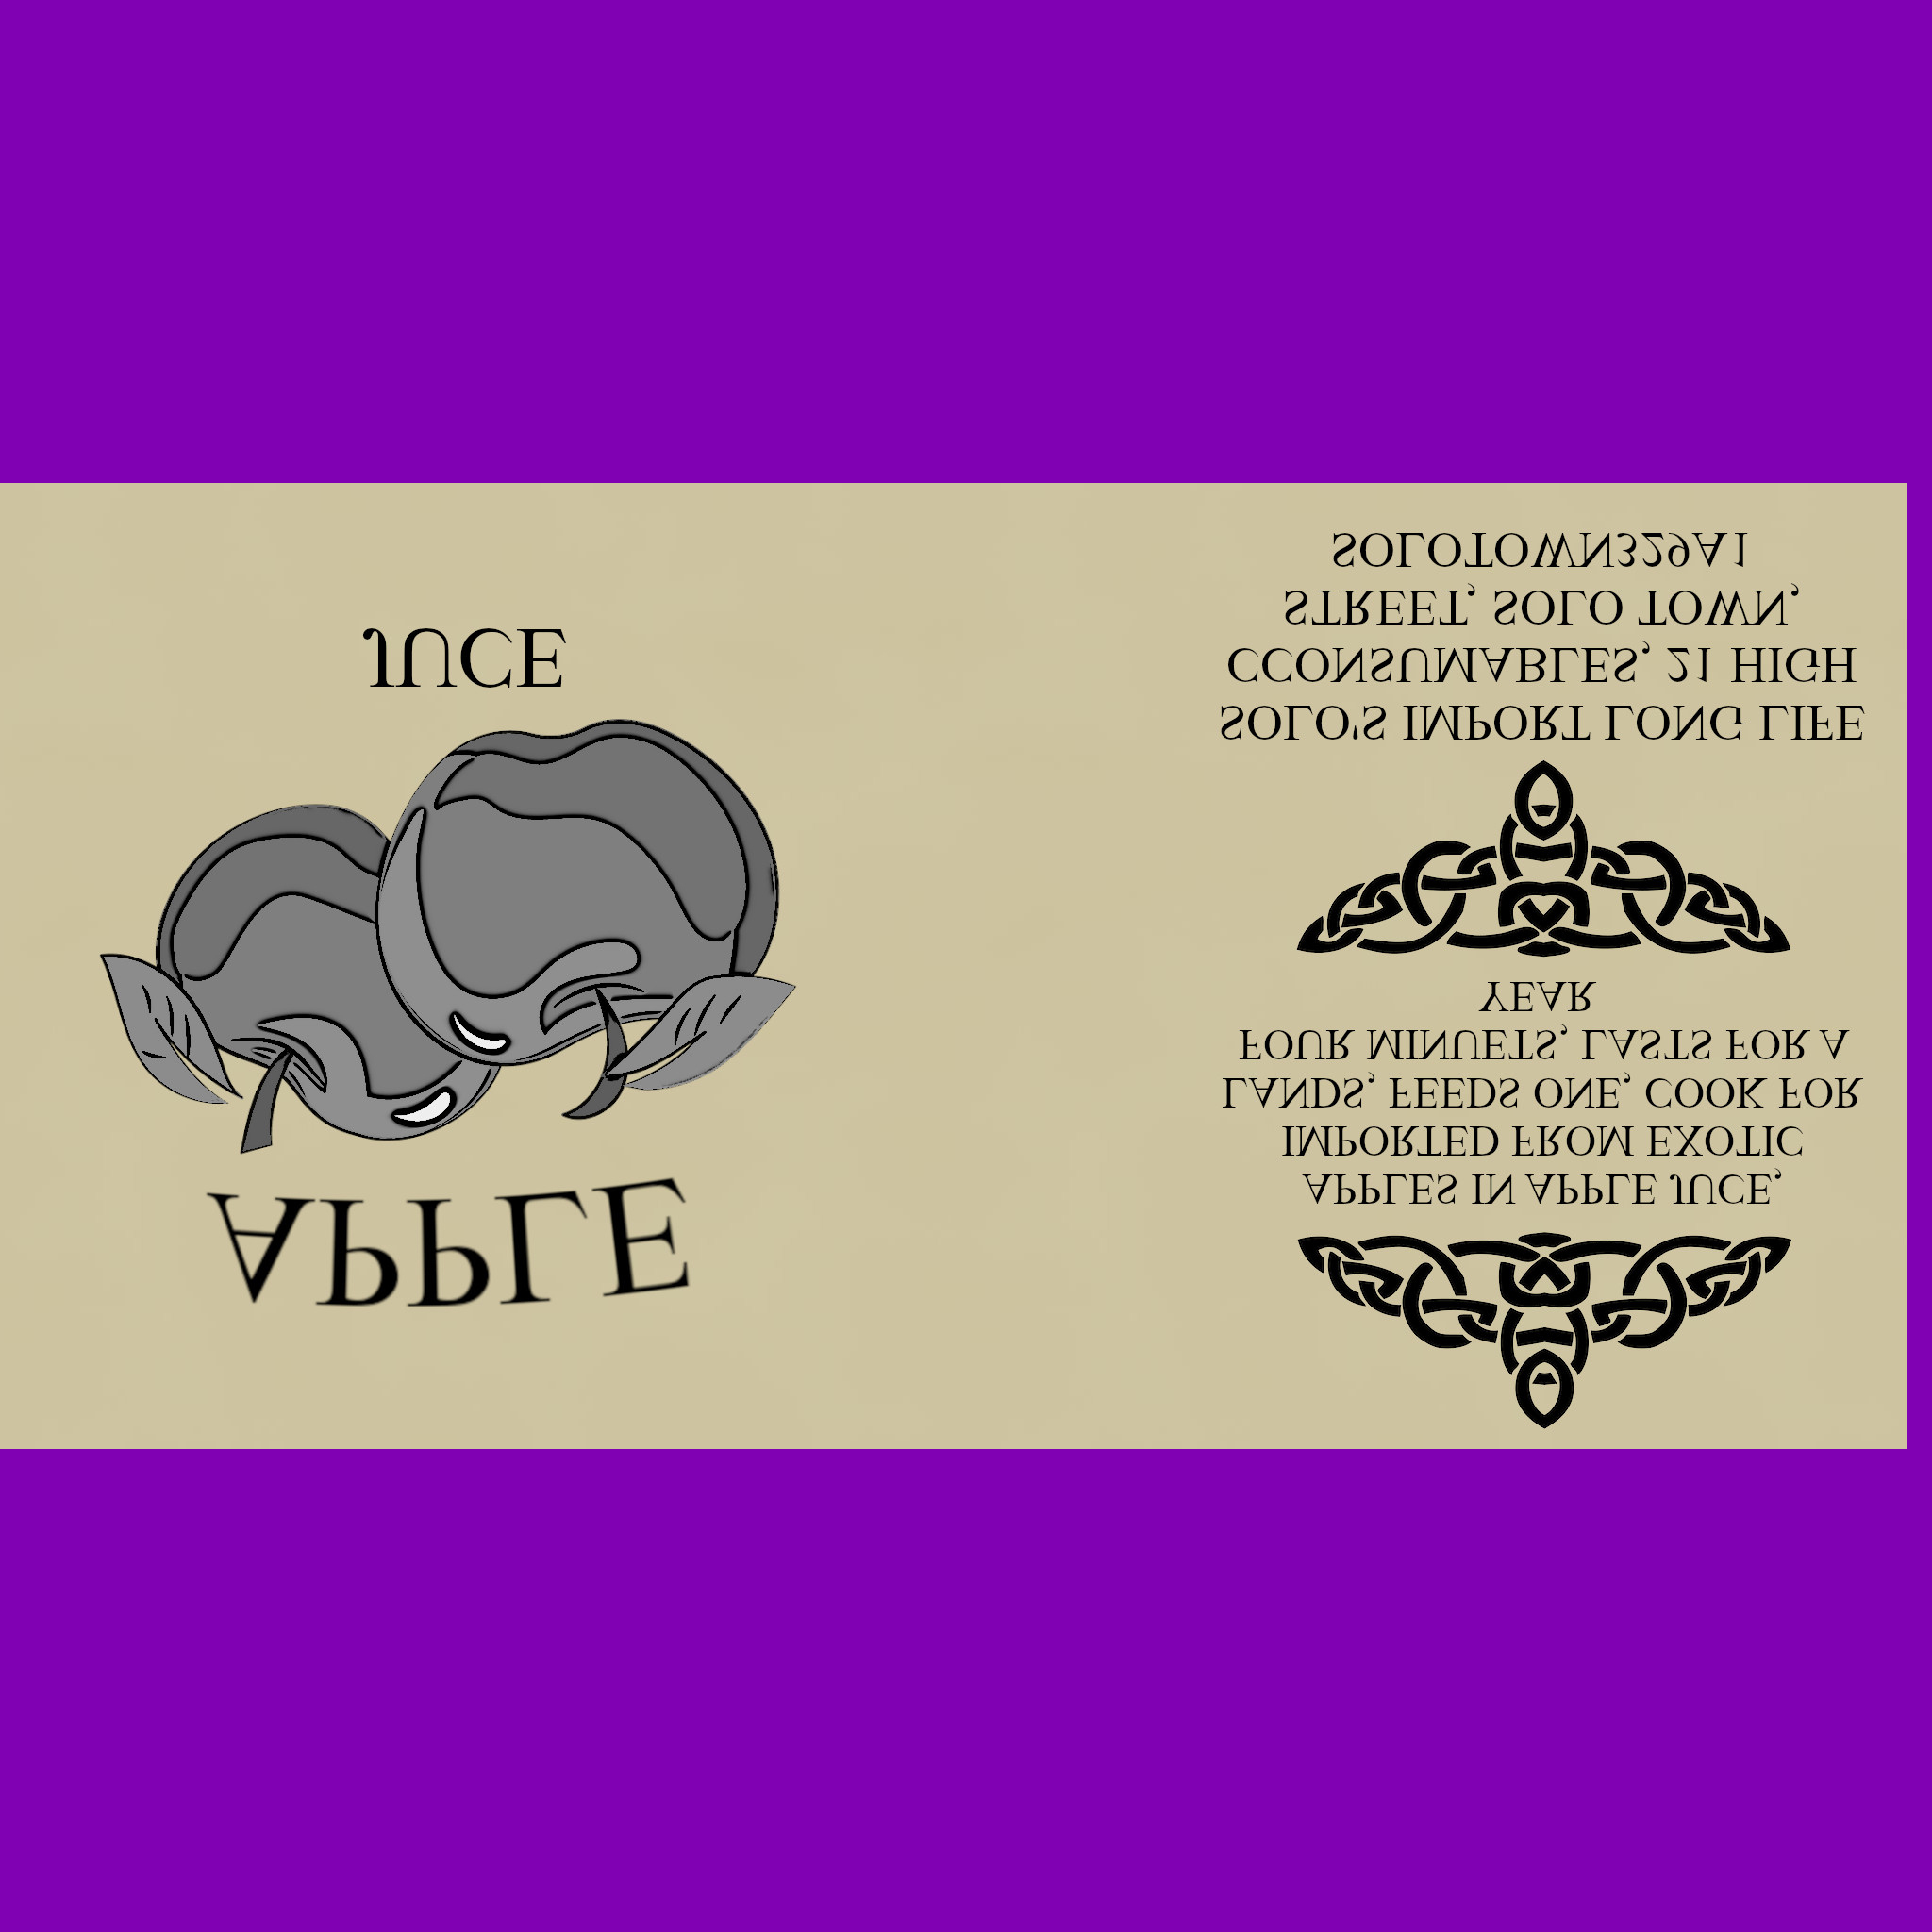 APPLE
JUCE
APPLES IN APPLE JUCE,
IMPORTED FROM EXOTIC
LANDS, FEEDS ONE, COOK FOR
FOUR MINUETS, LASTS FOR A
YEAR
SOLO'S IMPORT LONG LIFE
CCONSUMABLES, 21 HIGH
STREET, SOLO TOWN,
SOLOTOWN329A1